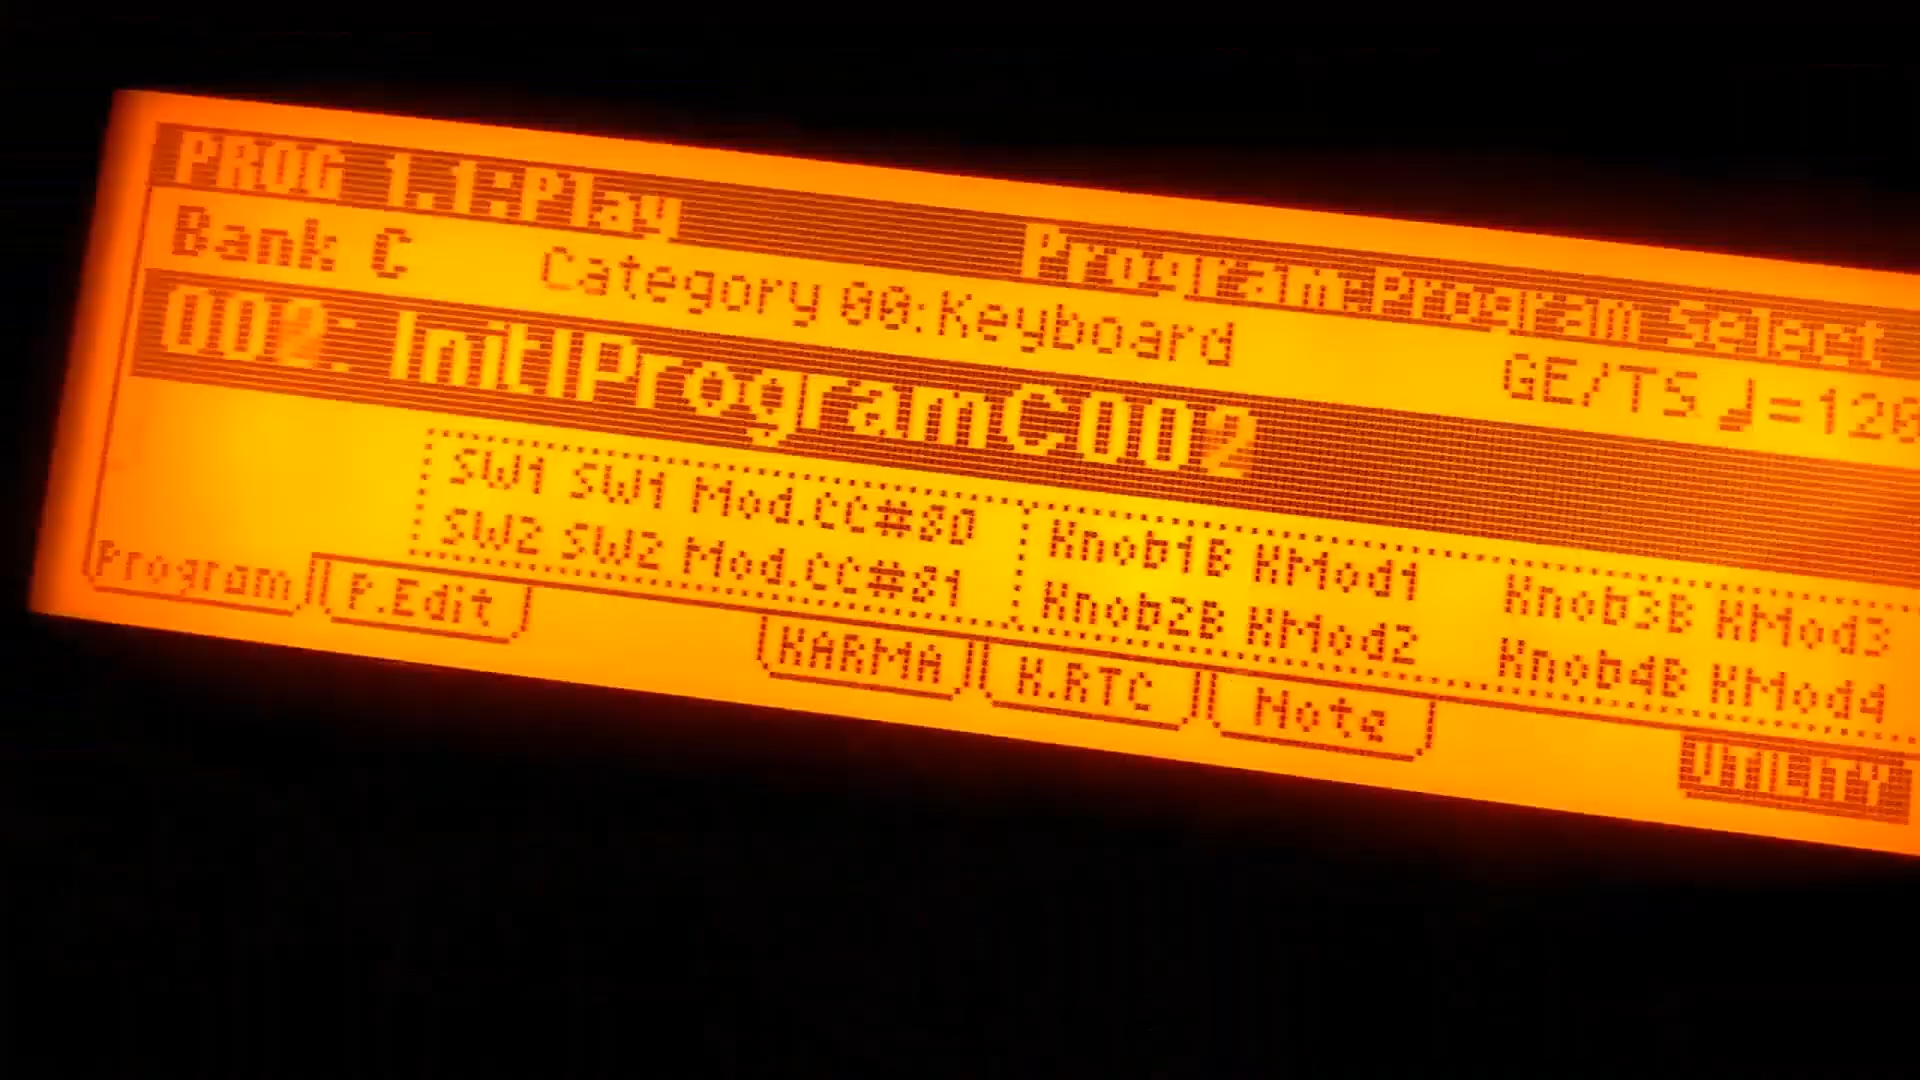 PROG 1.1:Play Program:Program Select
Bank C Category 00:Keyboard GE/TS ♩=120
002: InitProgramC002
SW1 SW1 Mod.CC#80 Knob1B KMod1 Knob3B KMod3
SW2 SW2 Mod.CC#81 Knob2B KMod2 Knob4B KMod4
Program P.Edit KARMA K.RTC Note UTILITY